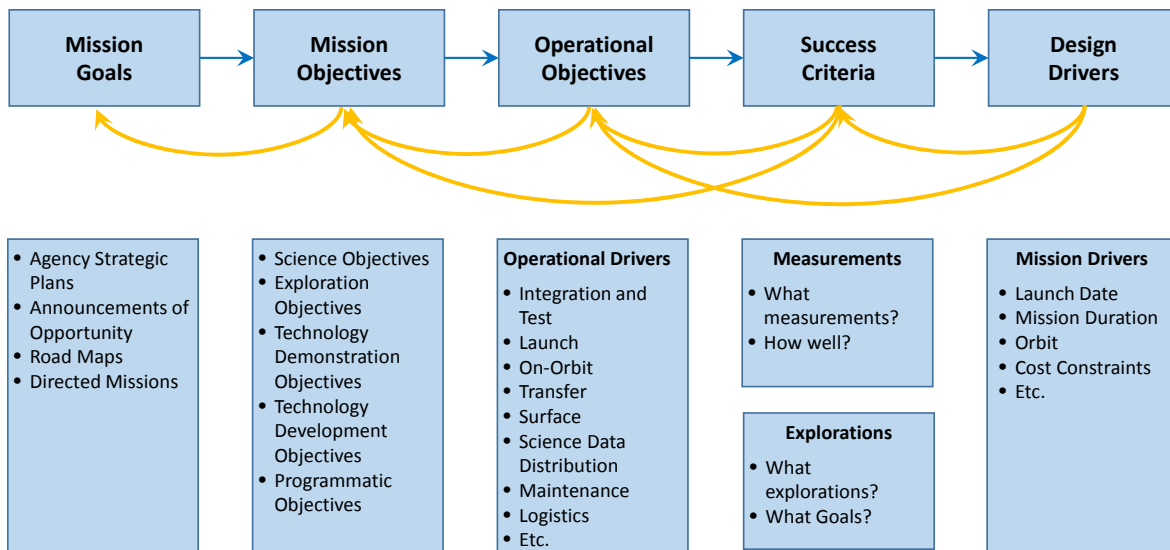 Mission
Goals
Mission
Objectives
Operational
Objectives
Success
Criteria
Design
Drivers
• Agency Strategic
Plans
• Announcements of
Opportunity
• Road Maps
• Directed Missions
• Science Objectives
• Exploration
Objectives
• Technology
Demonstration
Objectives
• Technology
Development
Objectives
• Programmatic
Objectives
Operational Drivers
• Integration and
Test
• Launch
• On-Orbit
• Transfer
• Surface
• Science Data
Distribution
• Maintenance
• Logistics
• Etc.
Measurements
• What
measurements?
• How well?
Explorations
• What
explorations?
• What Goals?
Mission Drivers
• Launch Date
• Mission Duration
• Orbit
• Cost Constraints
• Etc.